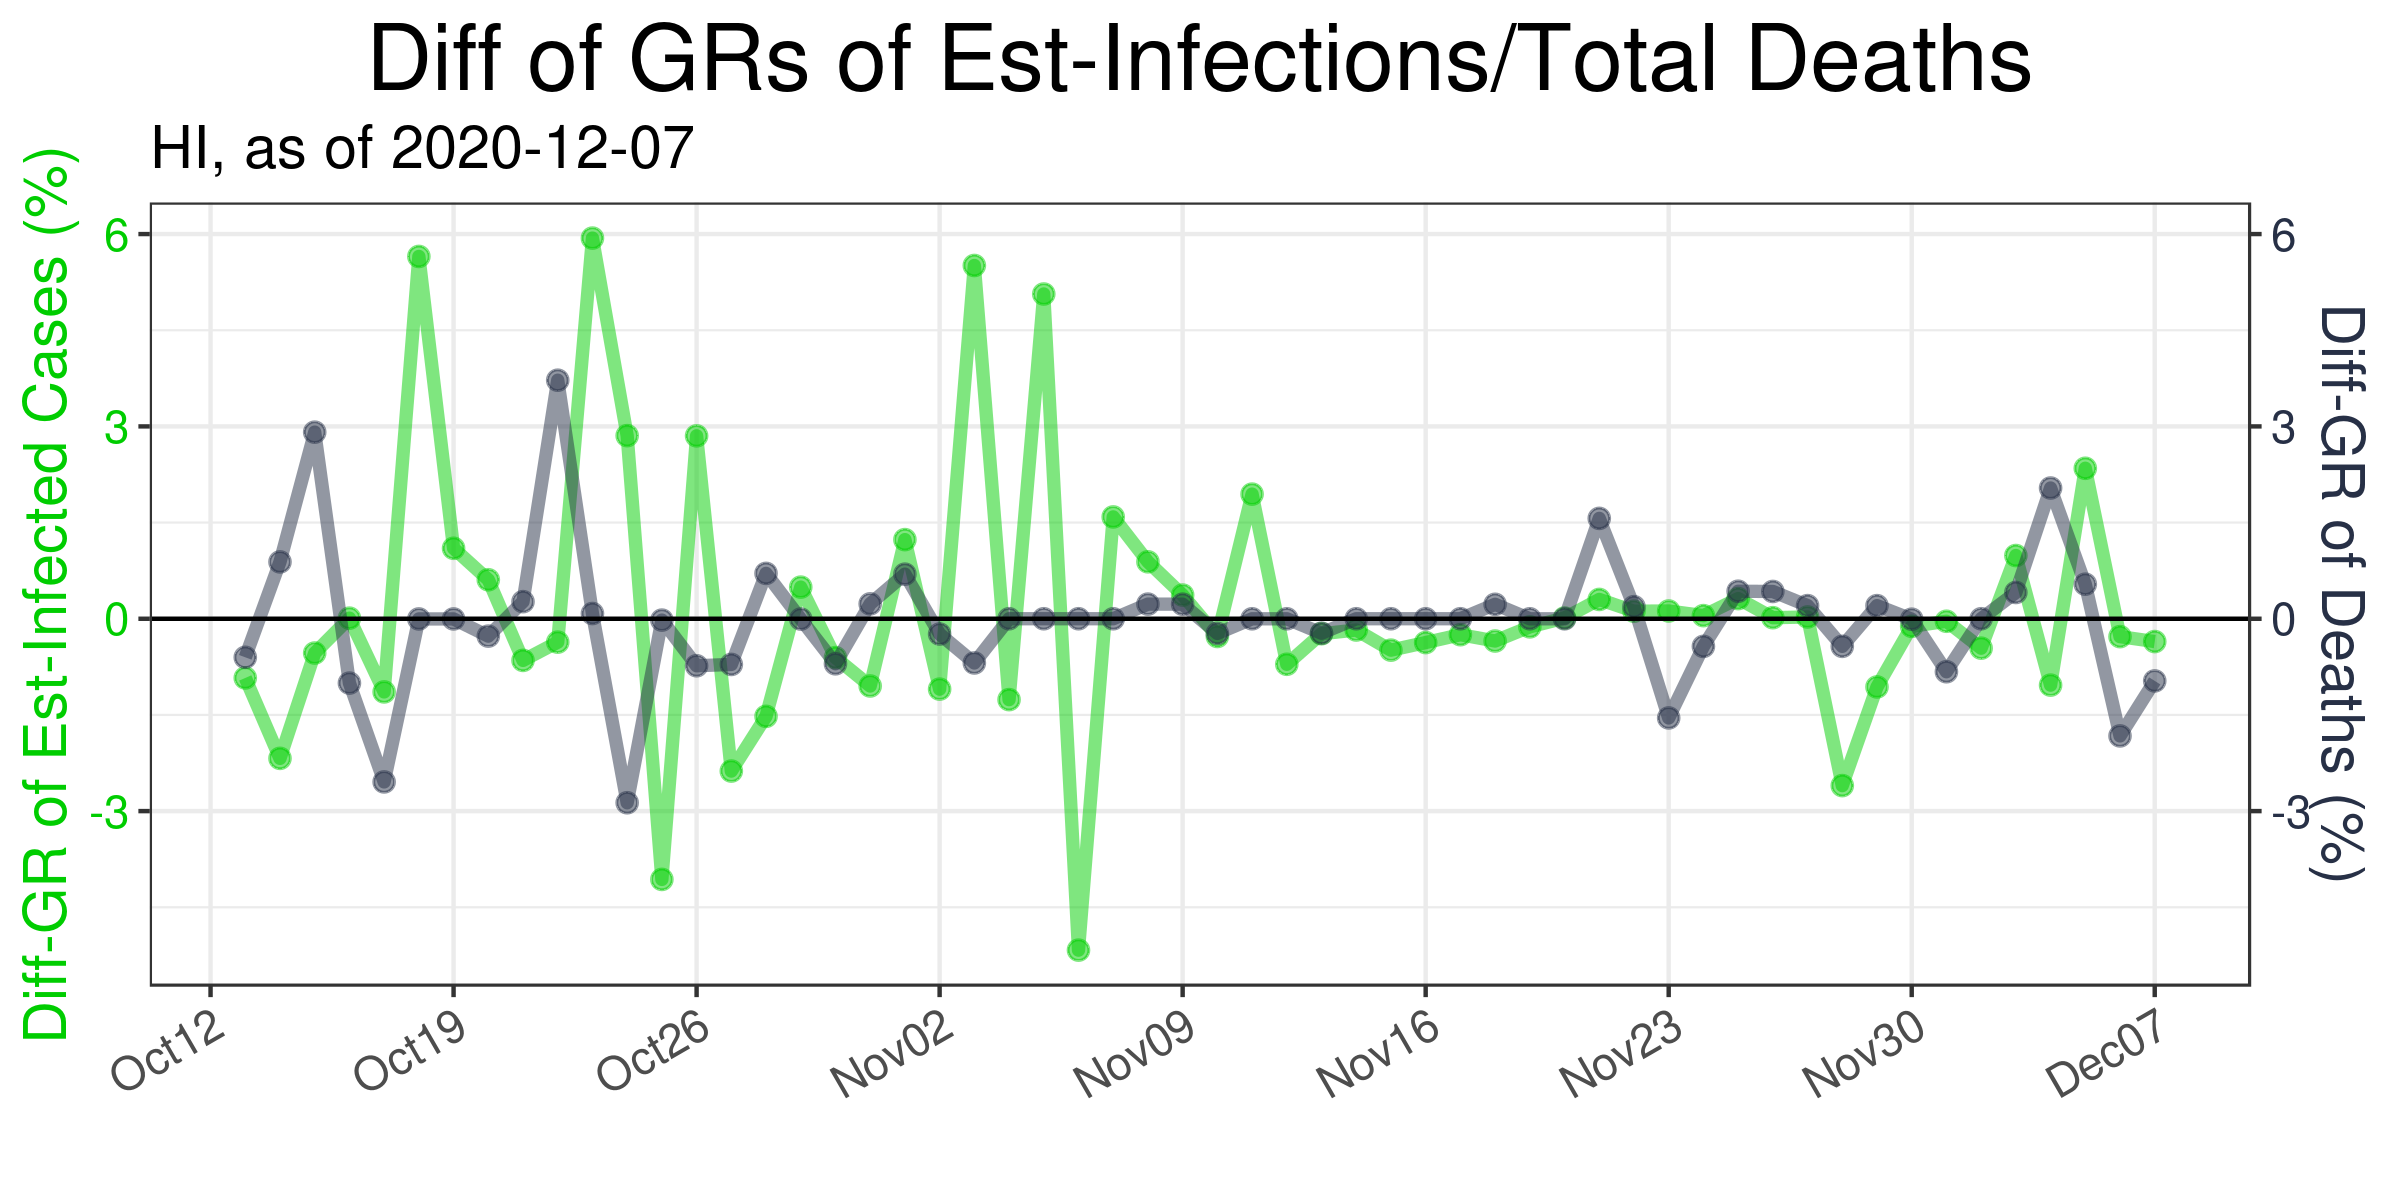 Diff of GRs of Est-Infections/Total Deaths
HI, as of 2020-12-07
Diff-GR of Est-Infected Cases (%)
6
3
0
-3
6
3
0
-3
Diff-GR of Deaths (%)
Oct12
Oct19
Oct26
Nov02
Nov09
Nov16
Nov23
Nov30
Dec07